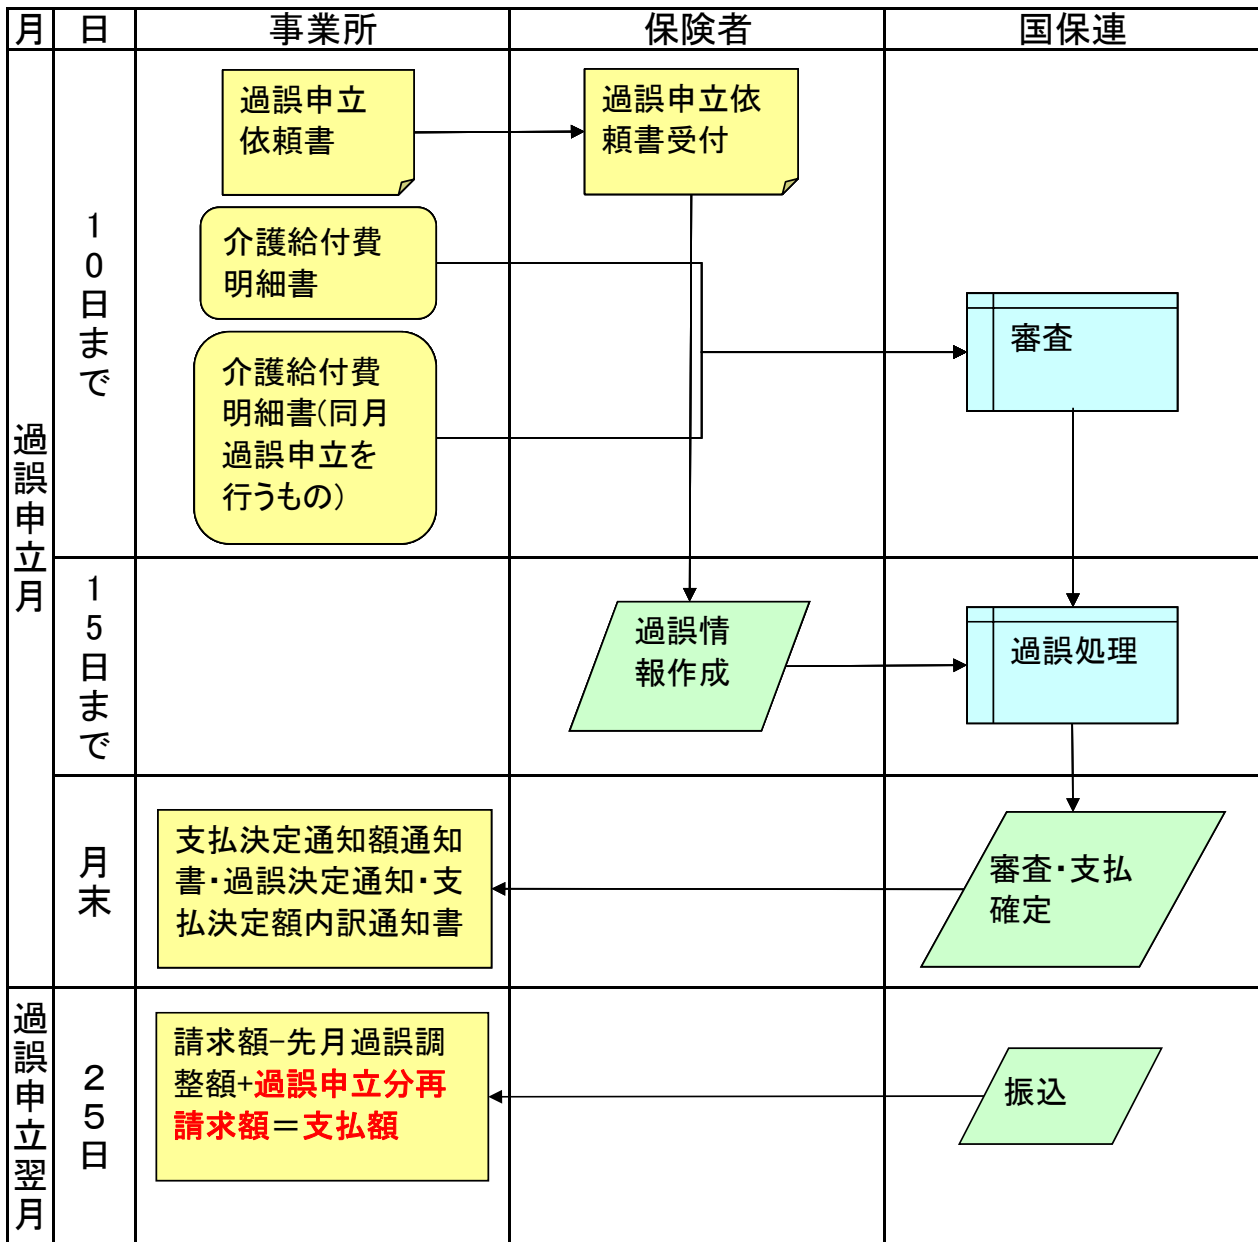 月 日 事業所 保険者 国保連
過誤申立月
10日まで
過誤申立
依頼書
過誤申立依
頼書受付
介護給付費
明細書
介護給付費
明細書(同月
過誤申立を
行うもの)
審査
15日まで
過誤情
報作成
過誤処理
月末
支払決定通知額通知
書・過誤決定通知・支
払決定額内訳通知書
審査・支払
確定
過誤申立翌月
25日
請求額-先月過誤調
整額+過誤申立分再
請求額=支払額
振込